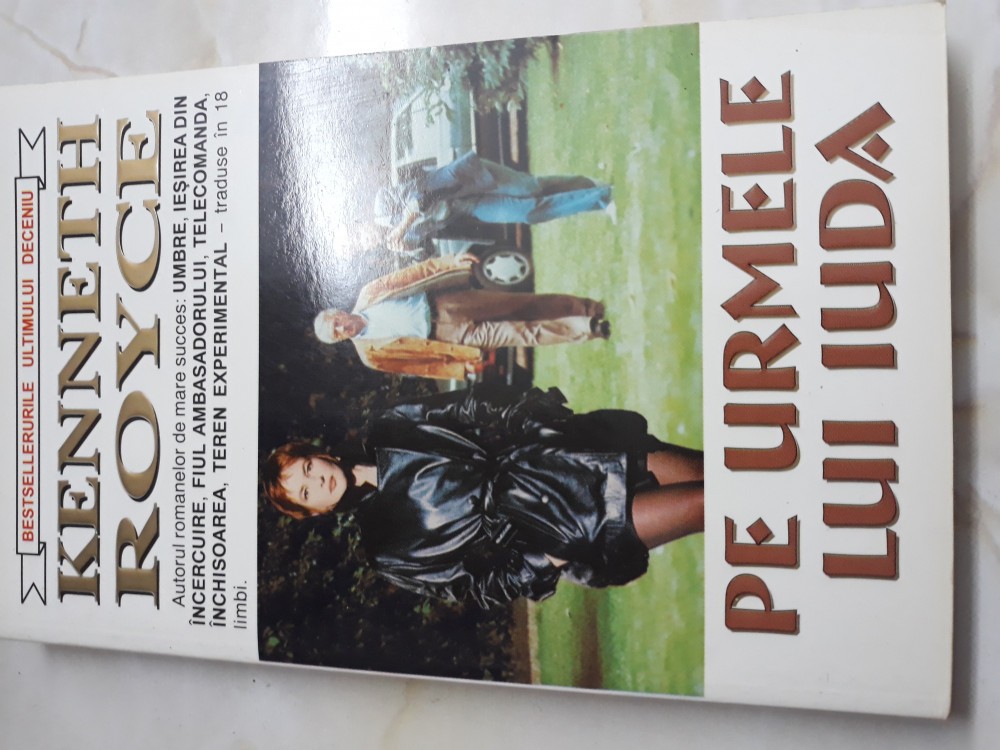 BESTSELLERURILE ULTIMULUI DECENIU
KENNETH
ROYCE
Autorul romanelor de mare succes: UMBRE, IEȘIREA DIN
ÎNCERCUIRE, FIUL AMBASADORULUI, TELECOMANDA,
ÎNCHISOAREA, TEREN EXPERIMENTAL – traduse în 18
limbi.
PE URMELE
LUI IUDA